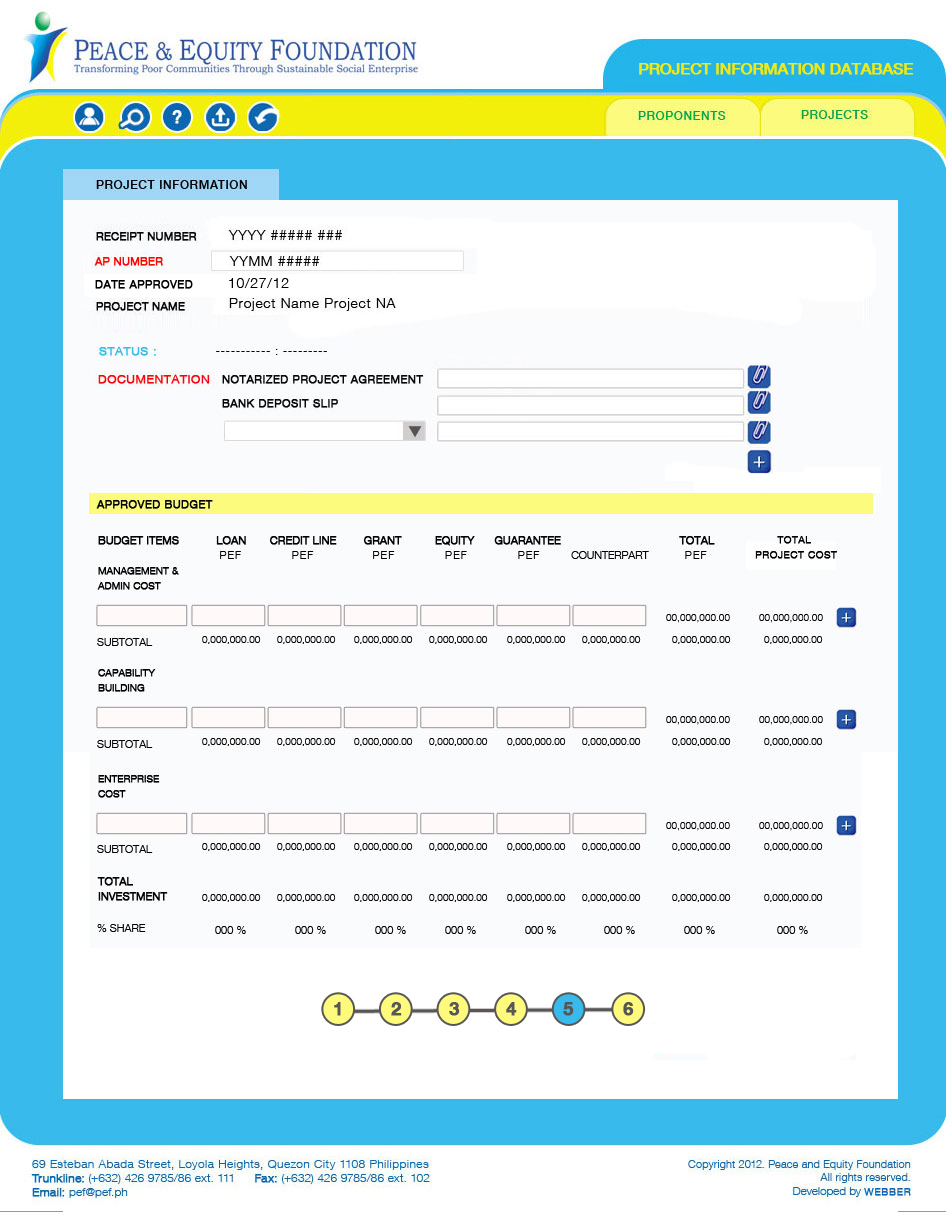 PEACE & EQUITY FOUNDATION
Transforming Poor Communities Through Sustainable Social Enterprise
PROJECT INFORMATION DATABASE
?
PROPONENTS PROJECTS
PROJECT INFORMATION
RECEIPT NUMBER YYYY ##### ###
AP NUMBER YYMM #####
DATE APPROVED 10/27/12
PROJECT NAME Project Name Project NA
STATUS : ----------- : ---------
DOCUMENTATION NOTARIZED PROJECT AGREEMENT
BANK DEPOSIT SLIP
+
APPROVED BUDGET
BUDGET ITEMS LOAN CREDIT LINE GRANT EQUITY GUARANTEE TOTAL TOTAL
PEF PEF PEF PEF PEF COUNTERPART PEF PROJECT COST
MANAGEMENT &
ADMIN COST
00,000,000.00 00,000,000.00 +
SUBTOTAL 0,000,000.00 0,000,000.00 0,000,000.00 0,000,000.00 0,000,000.00 0,000,000.00 0,000,000.00 0,000,000.00
CAPABILITY
BUILDING
00,000,000.00 00,000,000.00 +
SUBTOTAL 0,000,000.00 0,000,000.00 0,000,000.00 0,000,000.00 0,000,000.00 0,000,000.00 0,000,000.00 0,000,000.00
ENTERPRISE
COST
00,000,000.00 00,000,000.00 +
SUBTOTAL 0,000,000.00 0,000,000.00 0,000,000.00 0,000,000.00 0,000,000.00 0,000,000.00 0,000,000.00 0,000,000.00
TOTAL
INVESTMENT 0,000,000.00 0,000,000.00 0,000,000.00 0,000,000.00 0,000,000.00 0,000,000.00 0,000,000.00 0,000,000.00
% SHARE 000 % 000 % 000 % 000 % 000 % 000 % 000 % 000 %
1 2 3 4 5 6
69 Esteban Abada Street, Loyola Heights, Quezon City 1108 Philippines
Trunkline: (+632) 426 9785/86 ext. 111 Fax: (+632) 426 9785/86 ext. 102
Email: pef@pef.ph
Copyright 2012. Peace and Equity Foundation
All rights reserved.
Developed by WEBBER